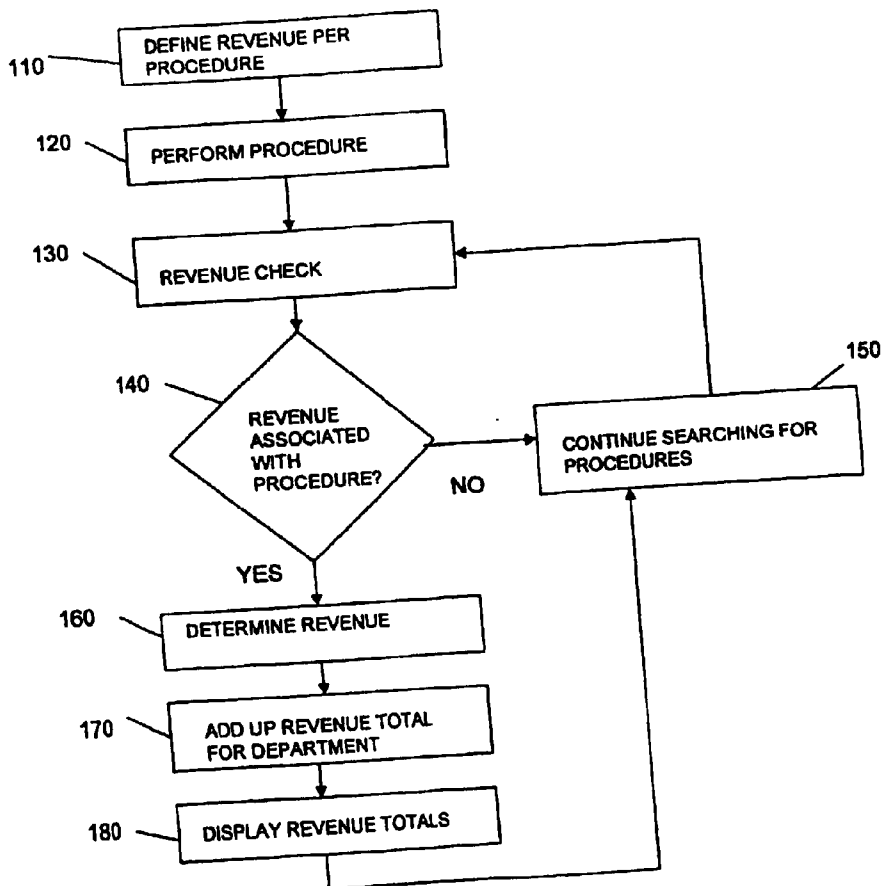 110
DEFINE REVENUE PER
PROCEDURE
120
PERFORM PROCEDURE
130
REVENUE CHECK
140
REVENUE
ASSOCIATED
WITH
PROCEDURE?
NO
150
CONTINUE SEARCHING FOR
PROCEDURES
YES
160
DETERMINE REVENUE
170
ADD UP REVENUE TOTAL
FOR DEPARTMENT
180
DISPLAY REVENUE TOTALS